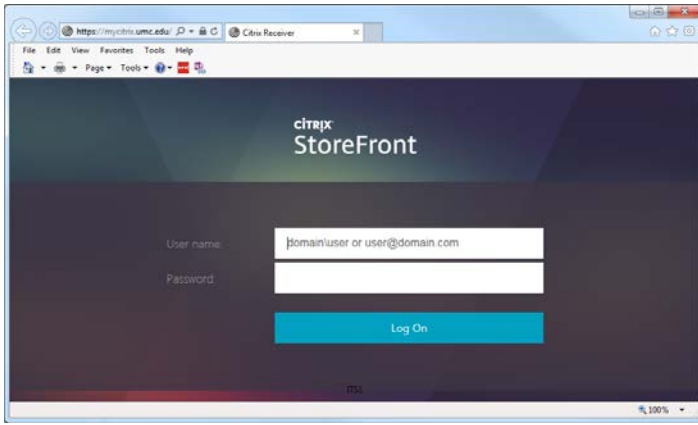 https://mycitrix.umc.edu/
Citrix Receiver
File Edit View Favorites Tools Help
Page Tools
CITRIX
StoreFront
User name:
domain\user or user@domain.com
Password:
Log On
100%